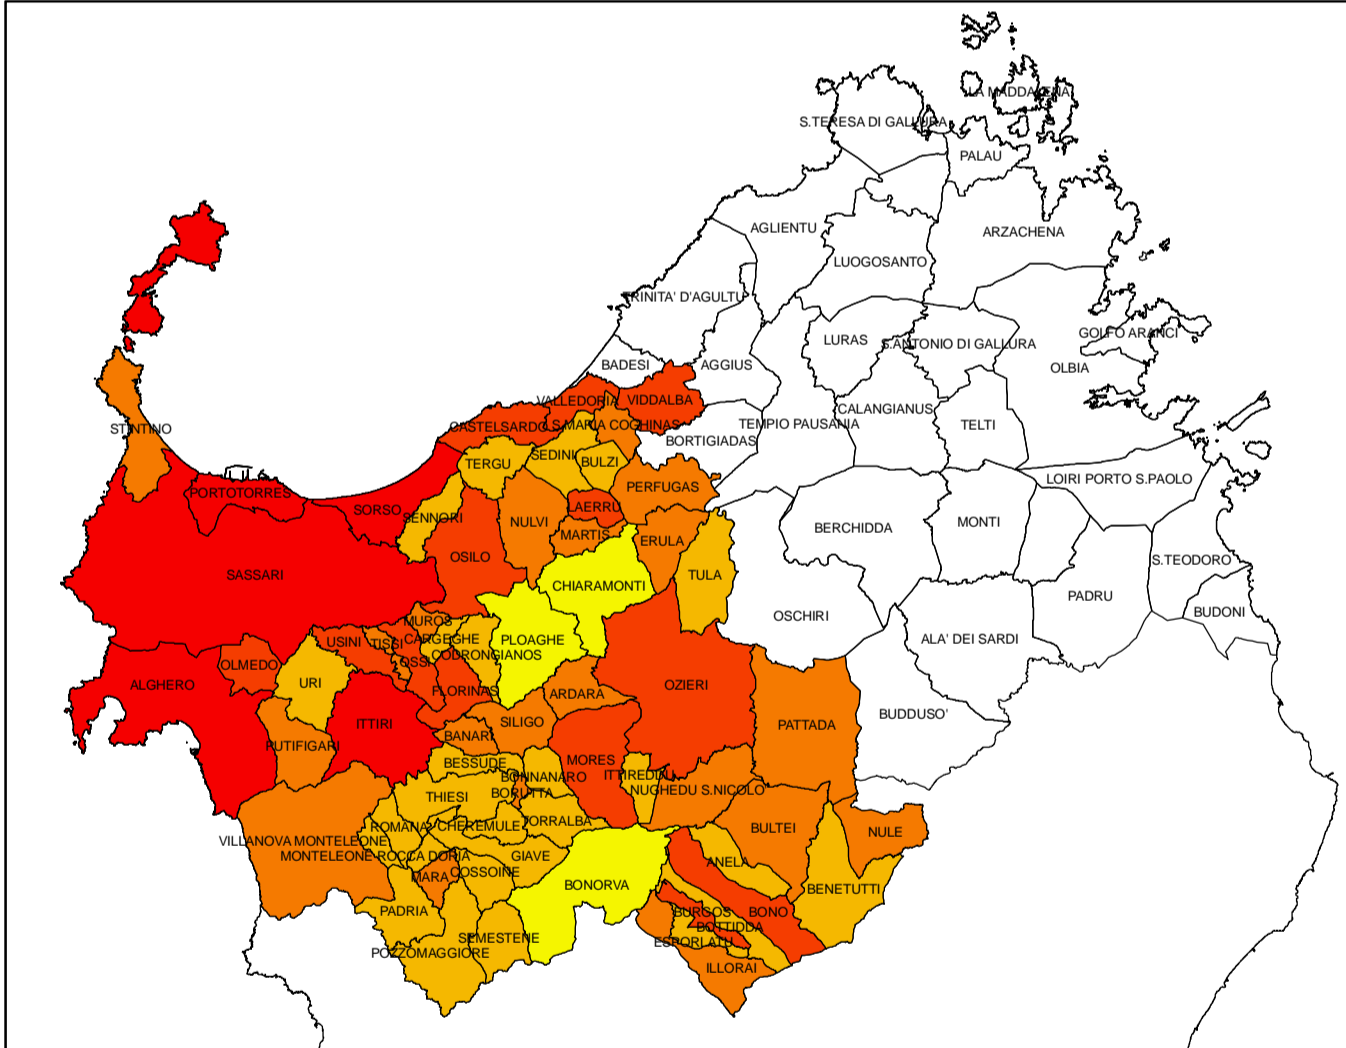 LA MADDALENA
S.TERESA DI GALLURA
PALAU
AGLIENTU
ARZACHENA
LUOGOSANTO
TRINITA' D'AGULTU
GOLFO ARANCI
LURAS
S.ANTONIO DI GALLURA
BADESI
AGGIUS
OLBIA
VALLEDORIA
VIDDALBA
CALANGIANUS
STINTINO
CASTELSARDO
S.MARIA COGHINAS
TEMPIO PAUSANIA
TELTI
BORTIGIADAS
TERGU
SEDINI
BULZI
LOIRI PORTO S.PAOLO
PORTOTORRES
PERFUGAS
SORSO
SENNORI
LAERRU
NULVI
BERCHIDDA
MONTI
MARTIS
ERULA
OSILO
S.TEODORO
SASSARI
CHIARAMONTI
TULA
PADRU
BUDONI
OSCHIRI
MUROS
USINI
TISSI
CARGEGHE
PLOAGHE
ALA' DEI SARDI
CODRONGIANOS
OLMEDO
OSSI
ALGHERO
URI
FLORINAS
ARDARA
OZIERI
BUDDUSO'
ITTIRI
SILIGO
PATTADA
BANARI
PUTIFIGARI
BESSUDE
MORES
BONNANARO
ITTIREDDU
THIESI
BORUTTA
NUGHEDU S.NICOLO'
ROMANA
CHEREMULE
TORRALBA
BULTEI
NULE
VILLANOVA MONTELEONE
MONTELEONE ROCCA DORIA
GIAVE
ANELA
MARA
COSSOINE
BONORVA
BENETUTTI
PADRIA
BURGOS
BONO
BOTTIDDA
SEMESTENE
ESPORLATU
POZZOMAGGIORE
ILLORAI